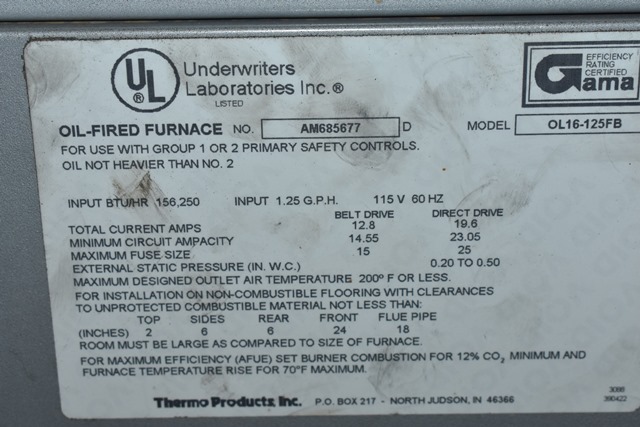 UL Underwriters Laboratories Inc.®
LISTED
Gama EFFICIENCY RATING CERTIFIED
OIL-FIRED FURNACE NO. AM685677 D MODEL OL16-125FB
FOR USE WITH GROUP 1 OR 2 PRIMARY SAFETY CONTROLS.
OIL NOT HEAVIER THAN NO. 2
INPUT BTU/HR 156,250 INPUT 1.25 G.P.H. 115 V 60 HZ
BELT DRIVE DIRECT DRIVE
TOTAL CURRENT AMPS 12.8 19.6
MINIMUM CIRCUIT AMPACITY 14.55 23.05
MAXIMUM FUSE SIZE 15 25
EXTERNAL STATIC PRESSURE (IN. W.C.) 0.20 TO 0.50
MAXIMUM DESIGNED OUTLET AIR TEMPERATURE 200° F OR LESS.
FOR INSTALLATION ON NON-COMBUSTIBLE FLOORING WITH CLEARANCES
TO UNPROTECTED COMBUSTIBLE MATERIAL NOT LESS THAN:
TOP SIDES REAR FRONT FLUE PIPE
(INCHES) 2 6 6 24 18
ROOM MUST BE LARGE AS COMPARED TO SIZE OF FURNACE.
FOR MAXIMUM EFFICIENCY (AFUE) SET BURNER COMBUSTION FOR 12% CO₂ MINIMUM AND
FURNACE TEMPERATURE RISE FOR 70°F MAXIMUM.
Thermo Products, Inc. P.O. BOX 217 - NORTH JUDSON, IN 46366
390422